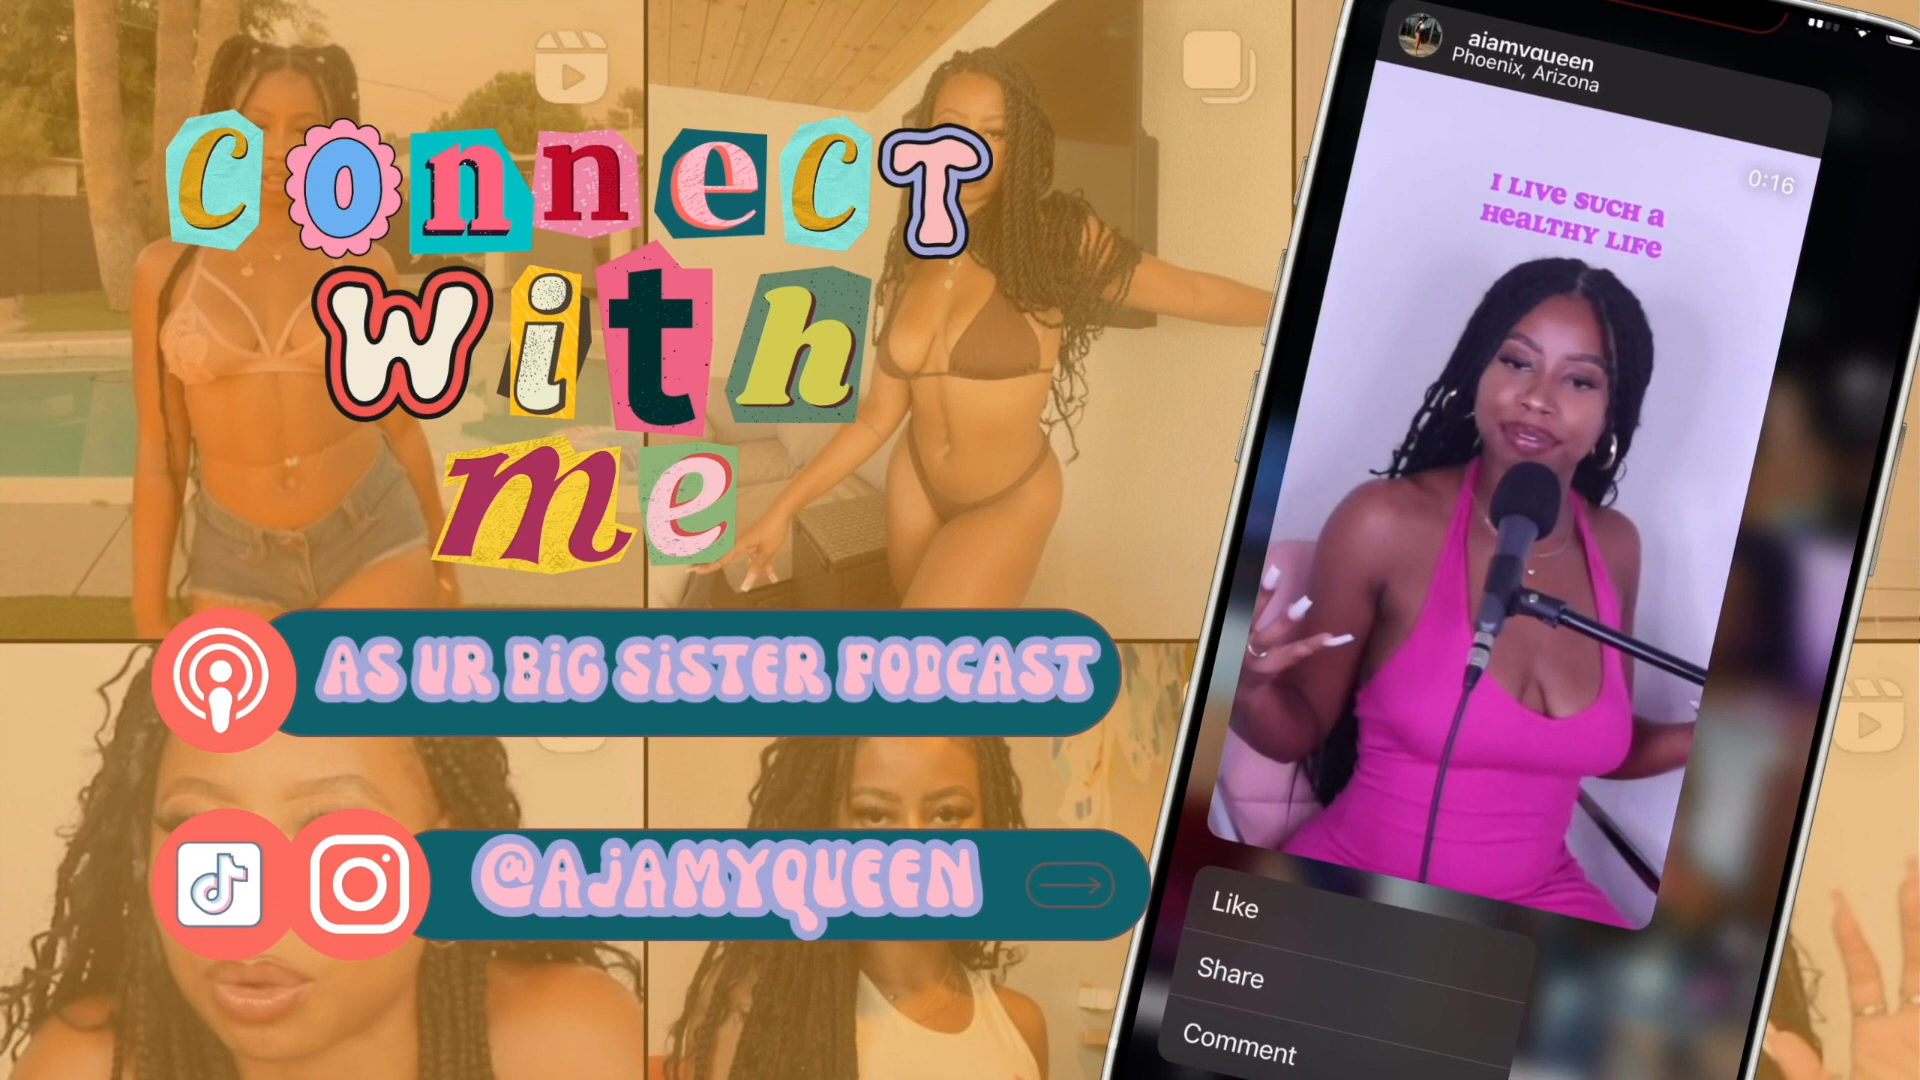 connecT
with
me
AS UR BiG SiSTER PODCAST
@AJAMYQUEEN
ajamyqueen
Phoenix, Arizona
0:16
I LIVE SUCH a
HeaLTHY LIFe
Like
Share
Comment